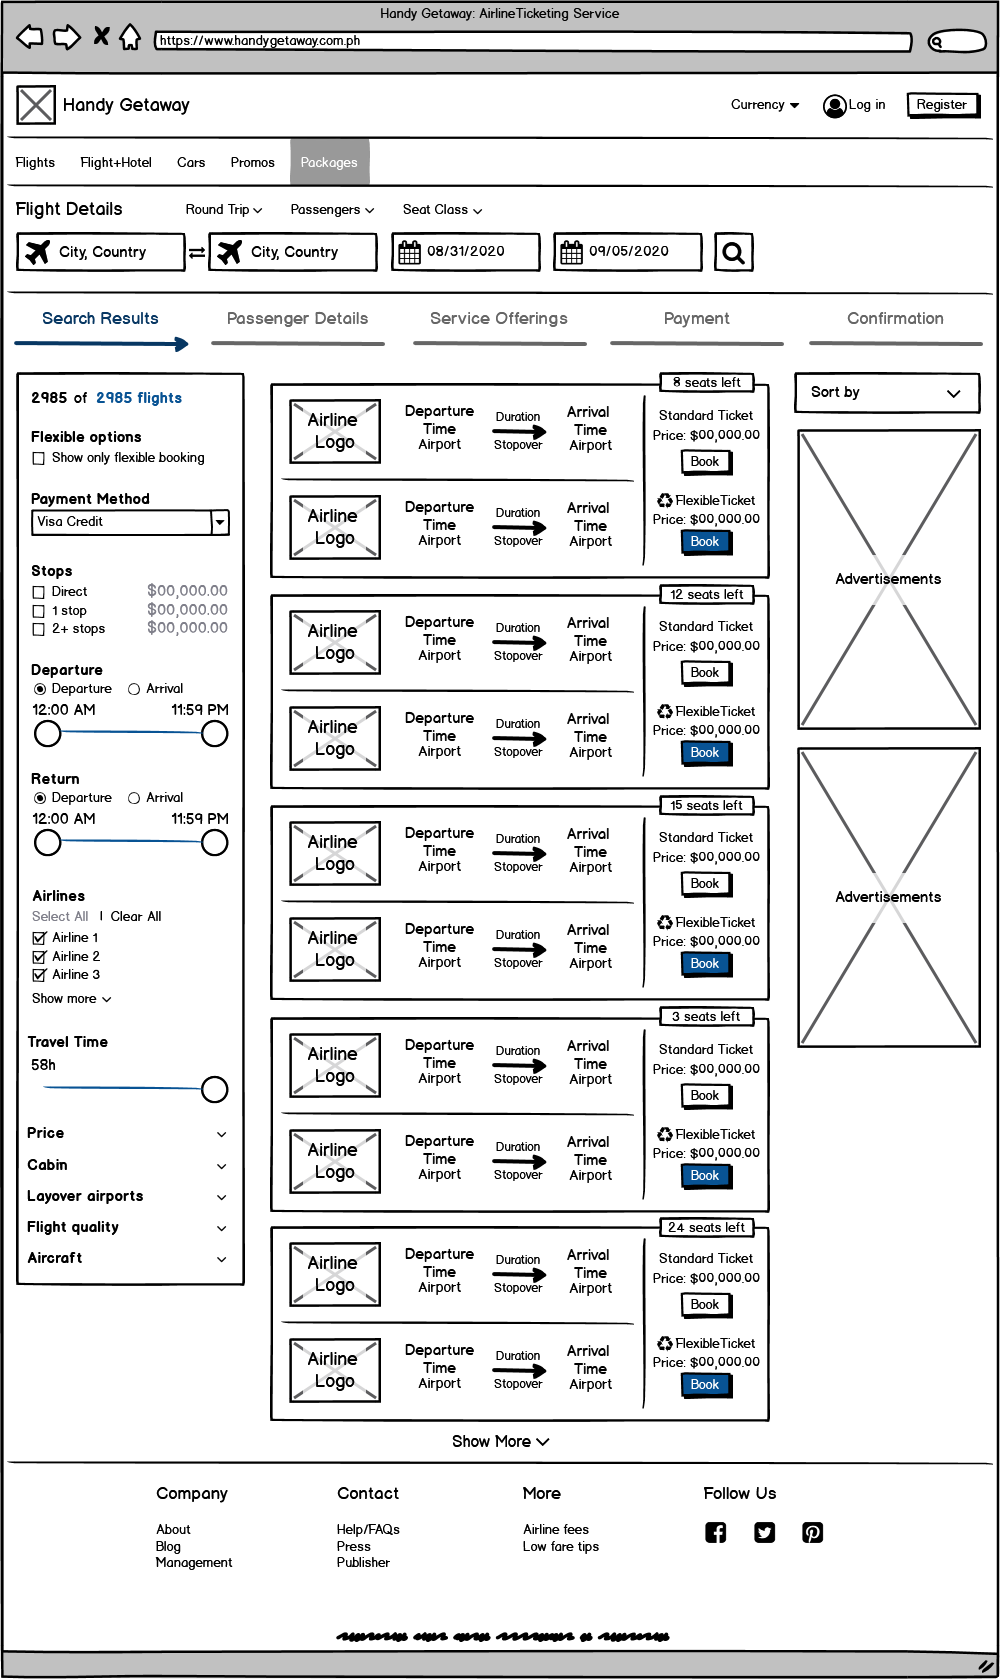 Handy Getaway: AirlineTicketing Service
https://www.handygetaway.com.ph
Handy Getaway
Currency
Log in
Register
Flights
Flight+Hotel
Cars
Promos
Packages
Flight Details
Round Trip
Passengers
Seat Class
City, Country
City, Country
08/31/2020
09/05/2020
Search Results
Passenger Details
Service Offerings
Payment
Confirmation
2985 of 2985 flights
Flexible options
Show only flexible booking
Payment Method
Visa Credit
Stops
Direct $00,000.00
1 stop $00,000.00
2+ stops $00,000.00
Departure
Departure Arrival
12:00 AM 11:59 PM
Return
Departure Arrival
12:00 AM 11:59 PM
Airlines
Select All | Clear All
Airline 1
Airline 2
Airline 3
Show more
Travel Time
58h
Price
Cabin
Layover airports
Flight quality
Aircraft
8 seats left
Airline
Logo
Departure
Time
Airport
Duration
Stopover
Arrival
Time
Airport
Airline
Logo
Departure
Time
Airport
Duration
Stopover
Arrival
Time
Airport
Standard Ticket
Price: $00,000.00
Book
FlexibleTicket
Price: $00,000.00
Book
12 seats left
Airline
Logo
Departure
Time
Airport
Duration
Stopover
Arrival
Time
Airport
Airline
Logo
Departure
Time
Airport
Duration
Stopover
Arrival
Time
Airport
Standard Ticket
Price: $00,000.00
Book
FlexibleTicket
Price: $00,000.00
Book
15 seats left
Airline
Logo
Departure
Time
Airport
Duration
Stopover
Arrival
Time
Airport
Airline
Logo
Departure
Time
Airport
Duration
Stopover
Arrival
Time
Airport
Standard Ticket
Price: $00,000.00
Book
FlexibleTicket
Price: $00,000.00
Book
3 seats left
Airline
Logo
Departure
Time
Airport
Duration
Stopover
Arrival
Time
Airport
Airline
Logo
Departure
Time
Airport
Duration
Stopover
Arrival
Time
Airport
Standard Ticket
Price: $00,000.00
Book
FlexibleTicket
Price: $00,000.00
Book
24 seats left
Airline
Logo
Departure
Time
Airport
Duration
Stopover
Arrival
Time
Airport
Airline
Logo
Departure
Time
Airport
Duration
Stopover
Arrival
Time
Airport
Standard Ticket
Price: $00,000.00
Book
FlexibleTicket
Price: $00,000.00
Book
Show More
Sort by
Advertisements
Advertisements
Company
About
Blog
Management
Contact
Help/FAQs
Press
Publisher
More
Airline fees
Low fare tips
Follow Us